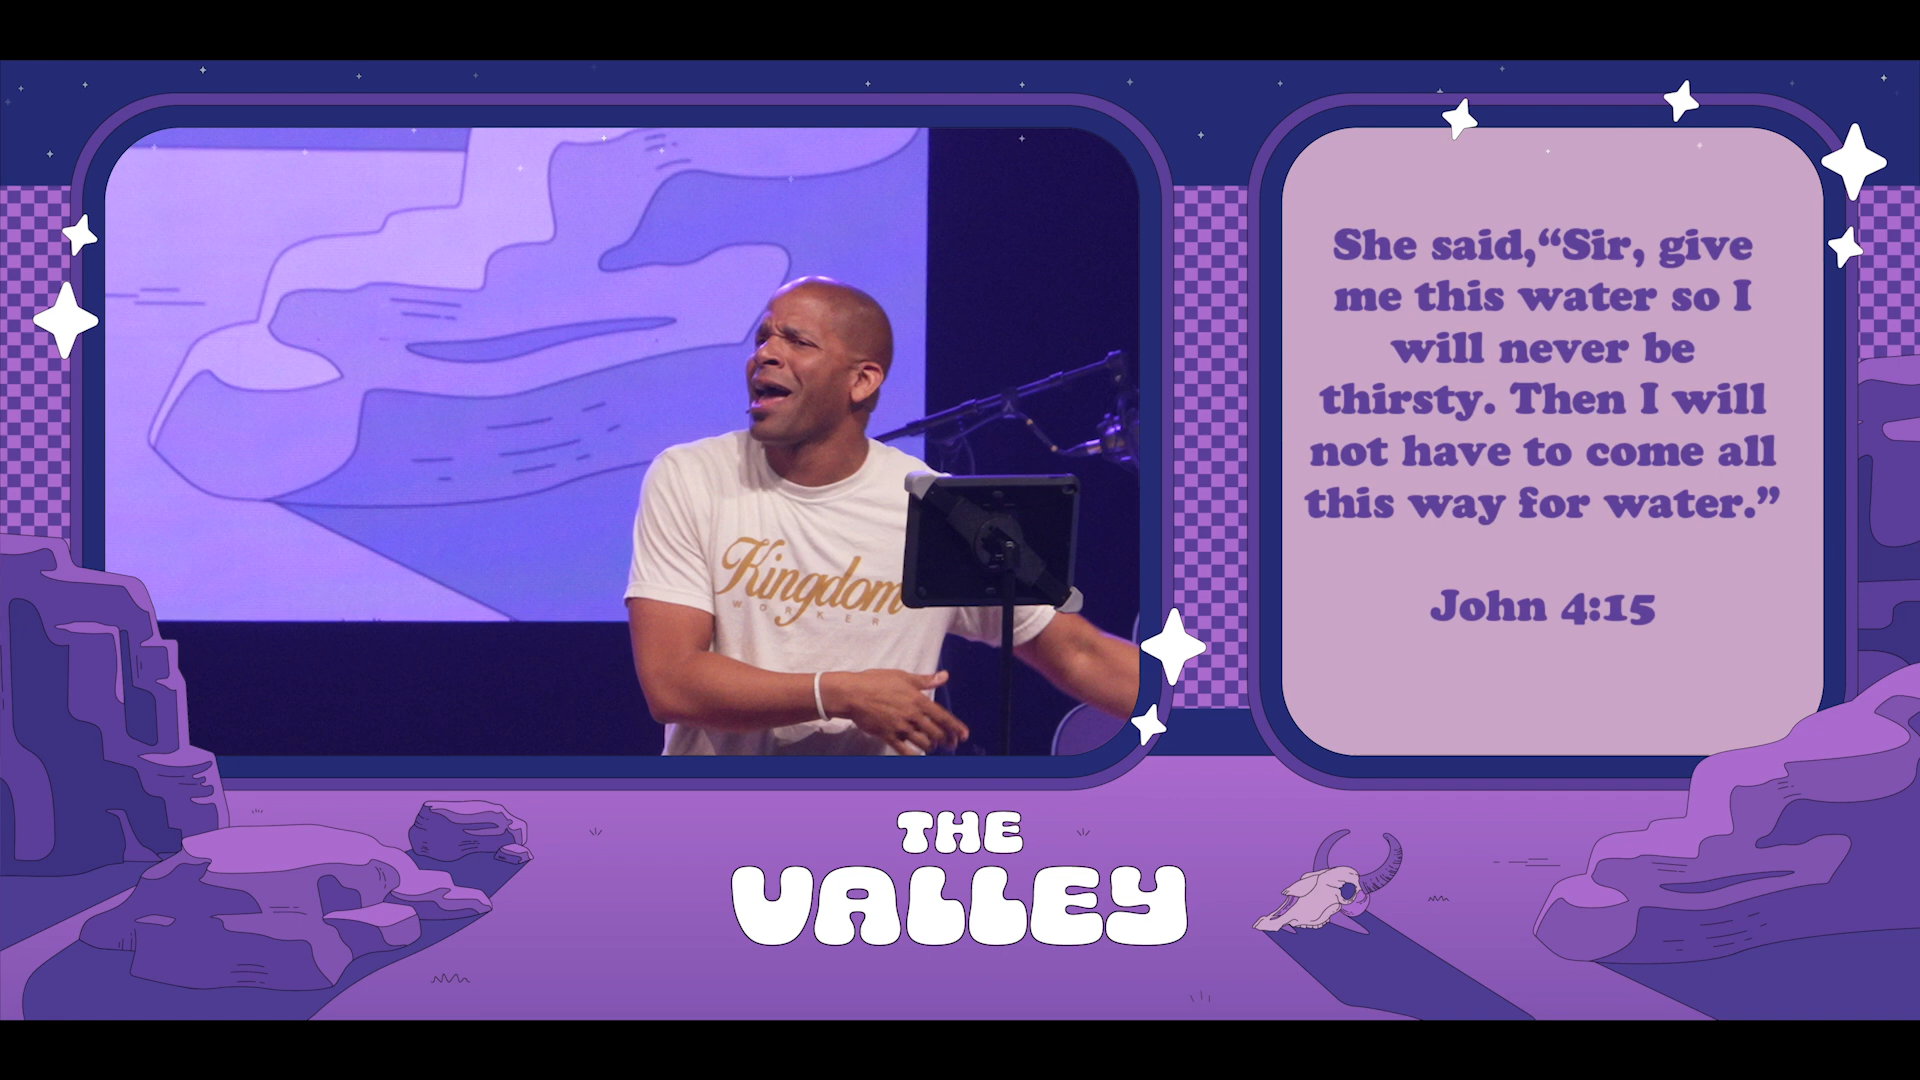 Kingdom
WORKER
She said,“Sir, give
me this water so I
will never be
thirsty. Then I will
not have to come all
this way for water.”
John 4:15
THE
VALLEY